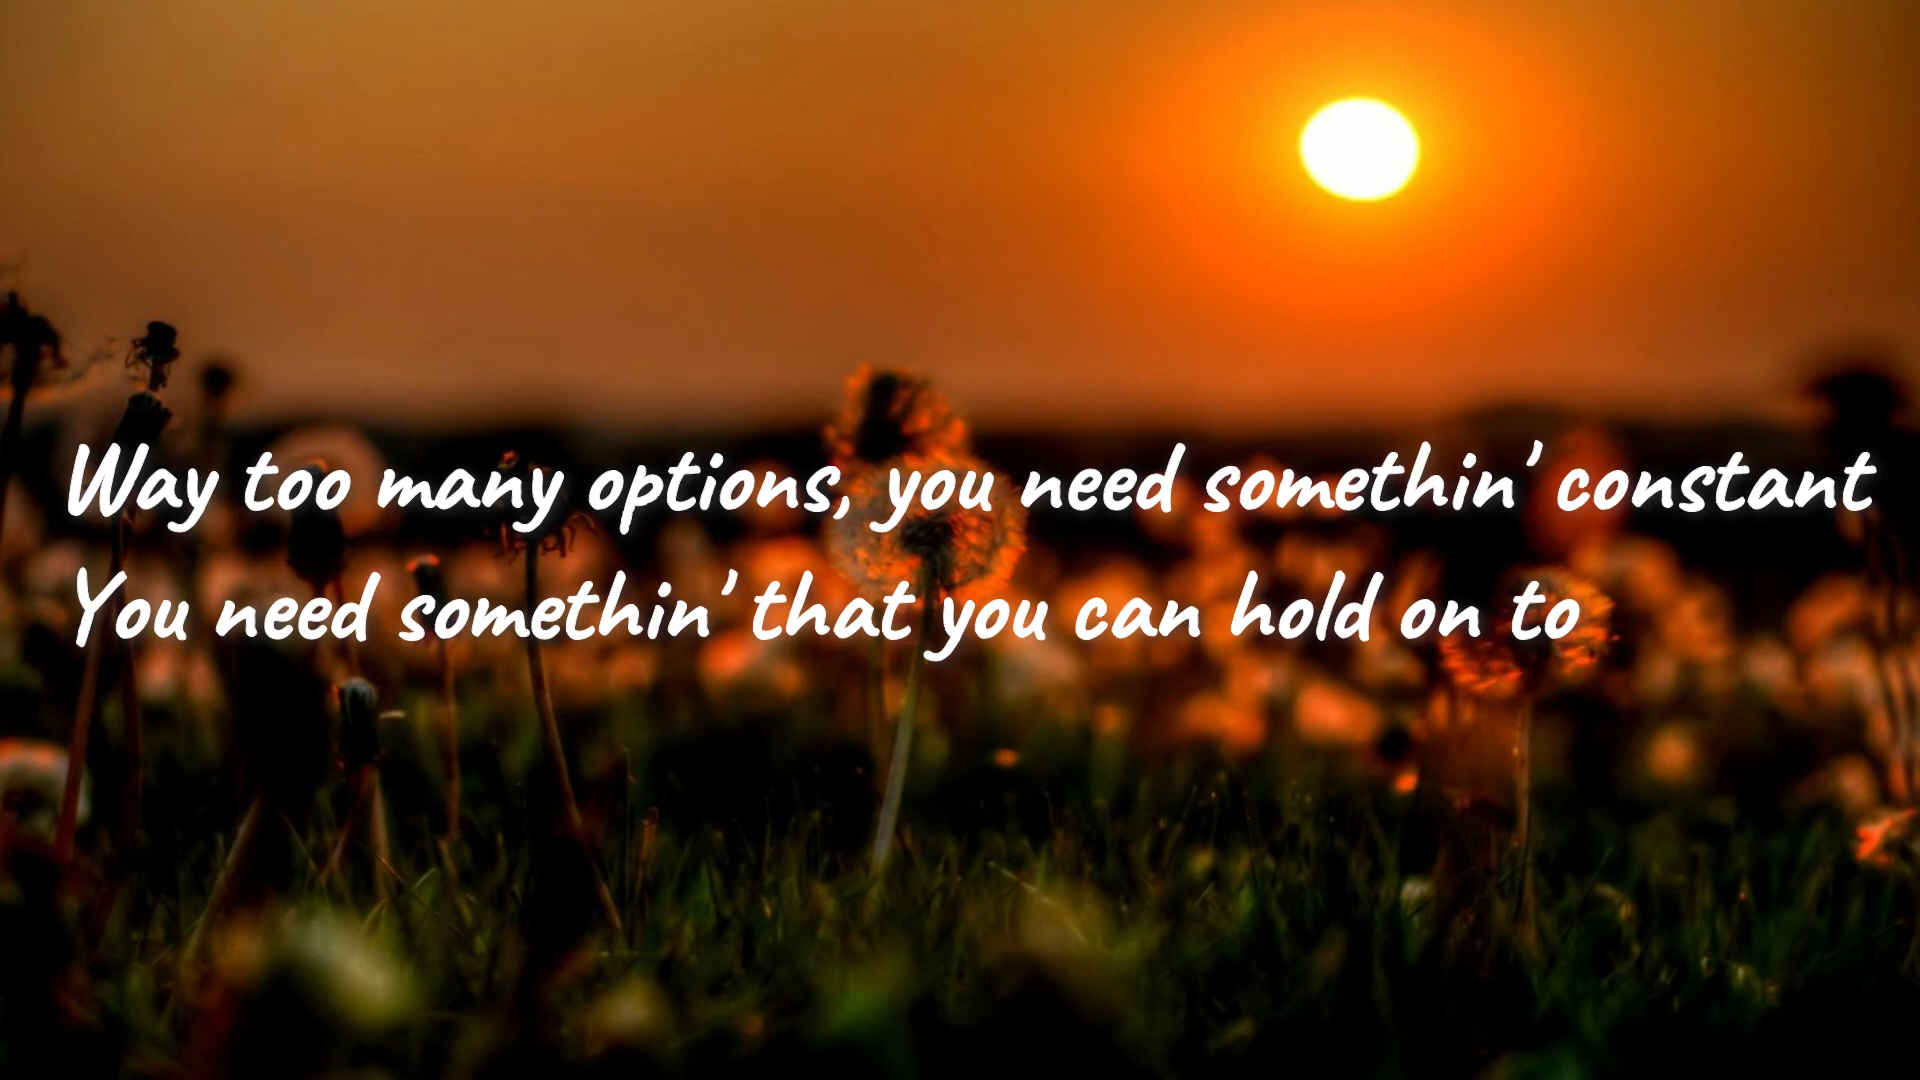 Way too many options, you need somethin' constant
You need somethin' that you can hold on to